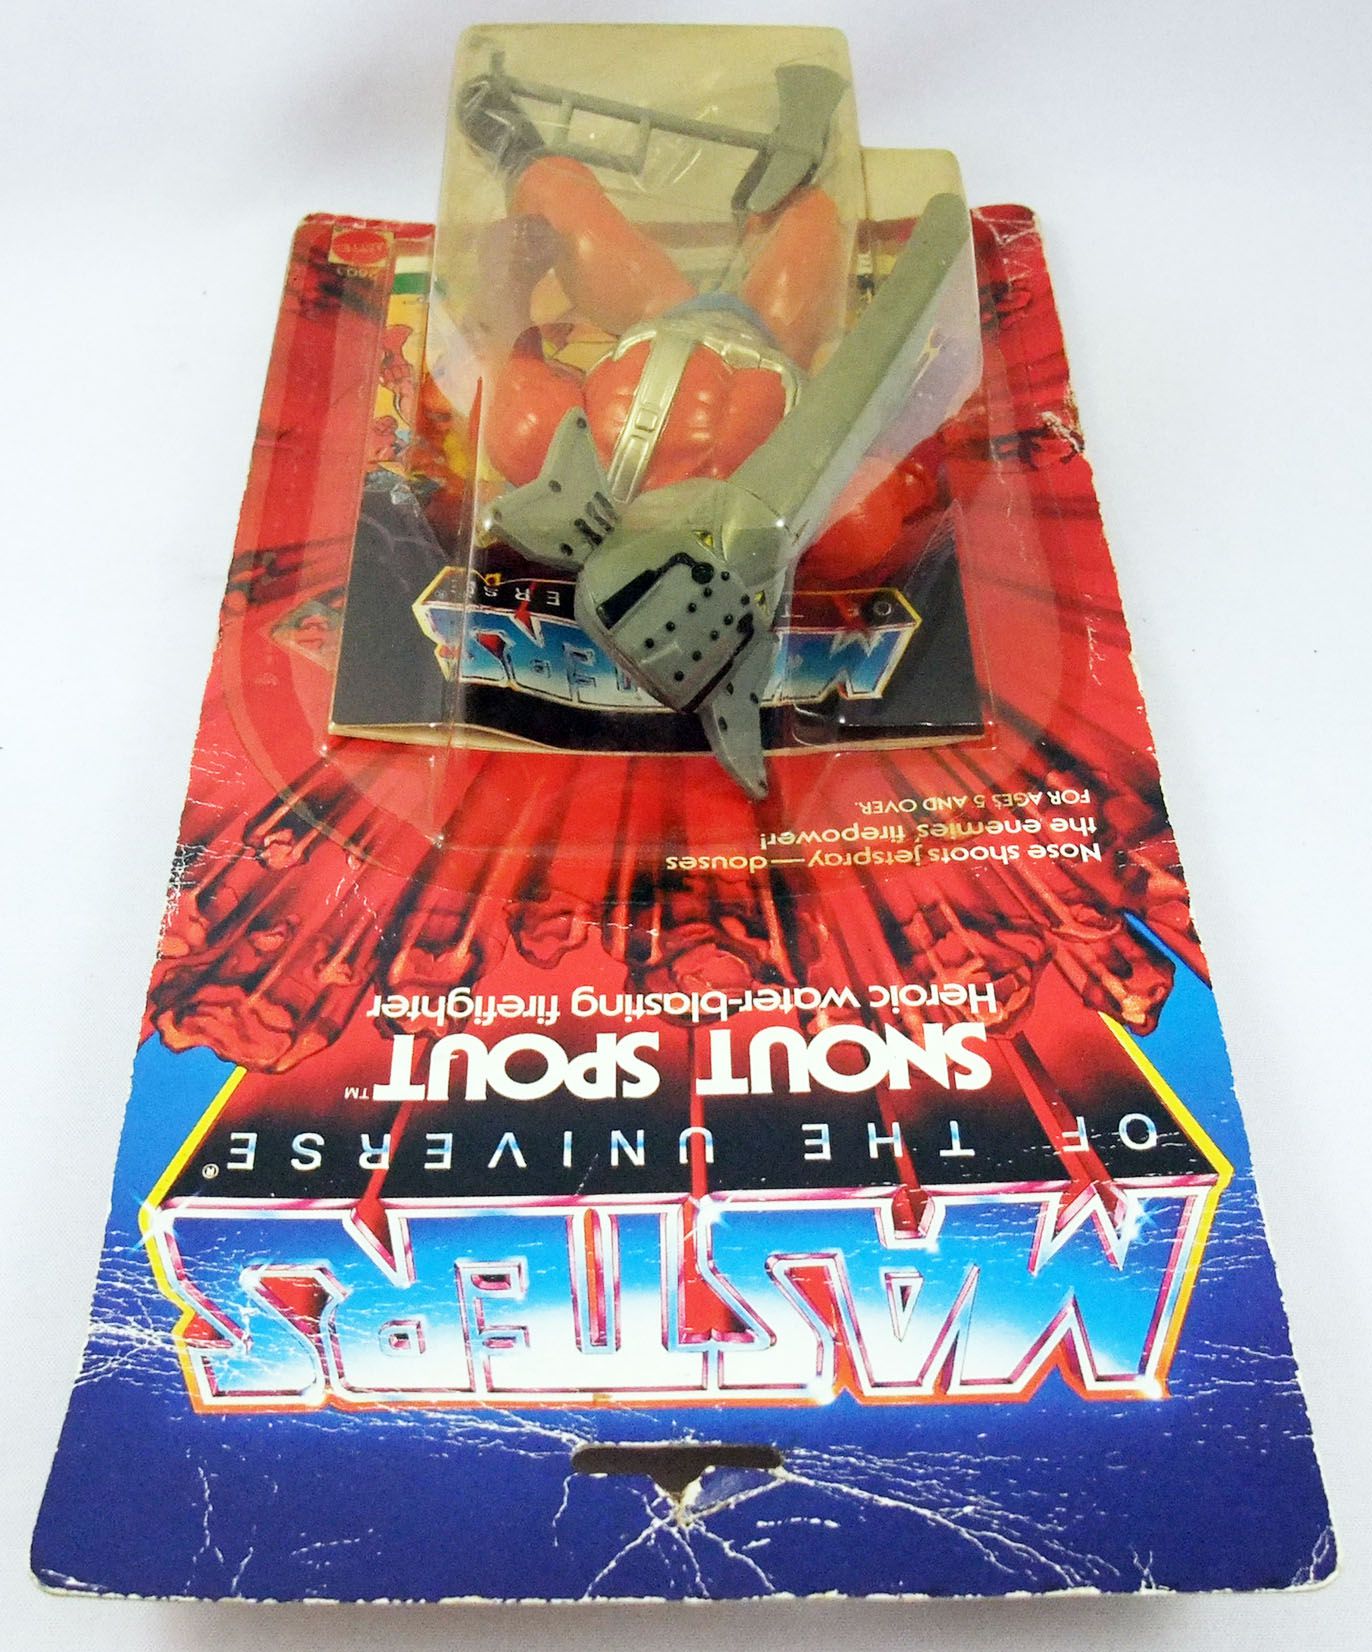 MASTERS
OF THE UNIVERSE®
SNOUT SPOUT™
Heroic water-blasting firefighter
Nose shoots jetspray—douses
the enemies firepower!
FOR AGES 5 AND OVER.
MATTEL